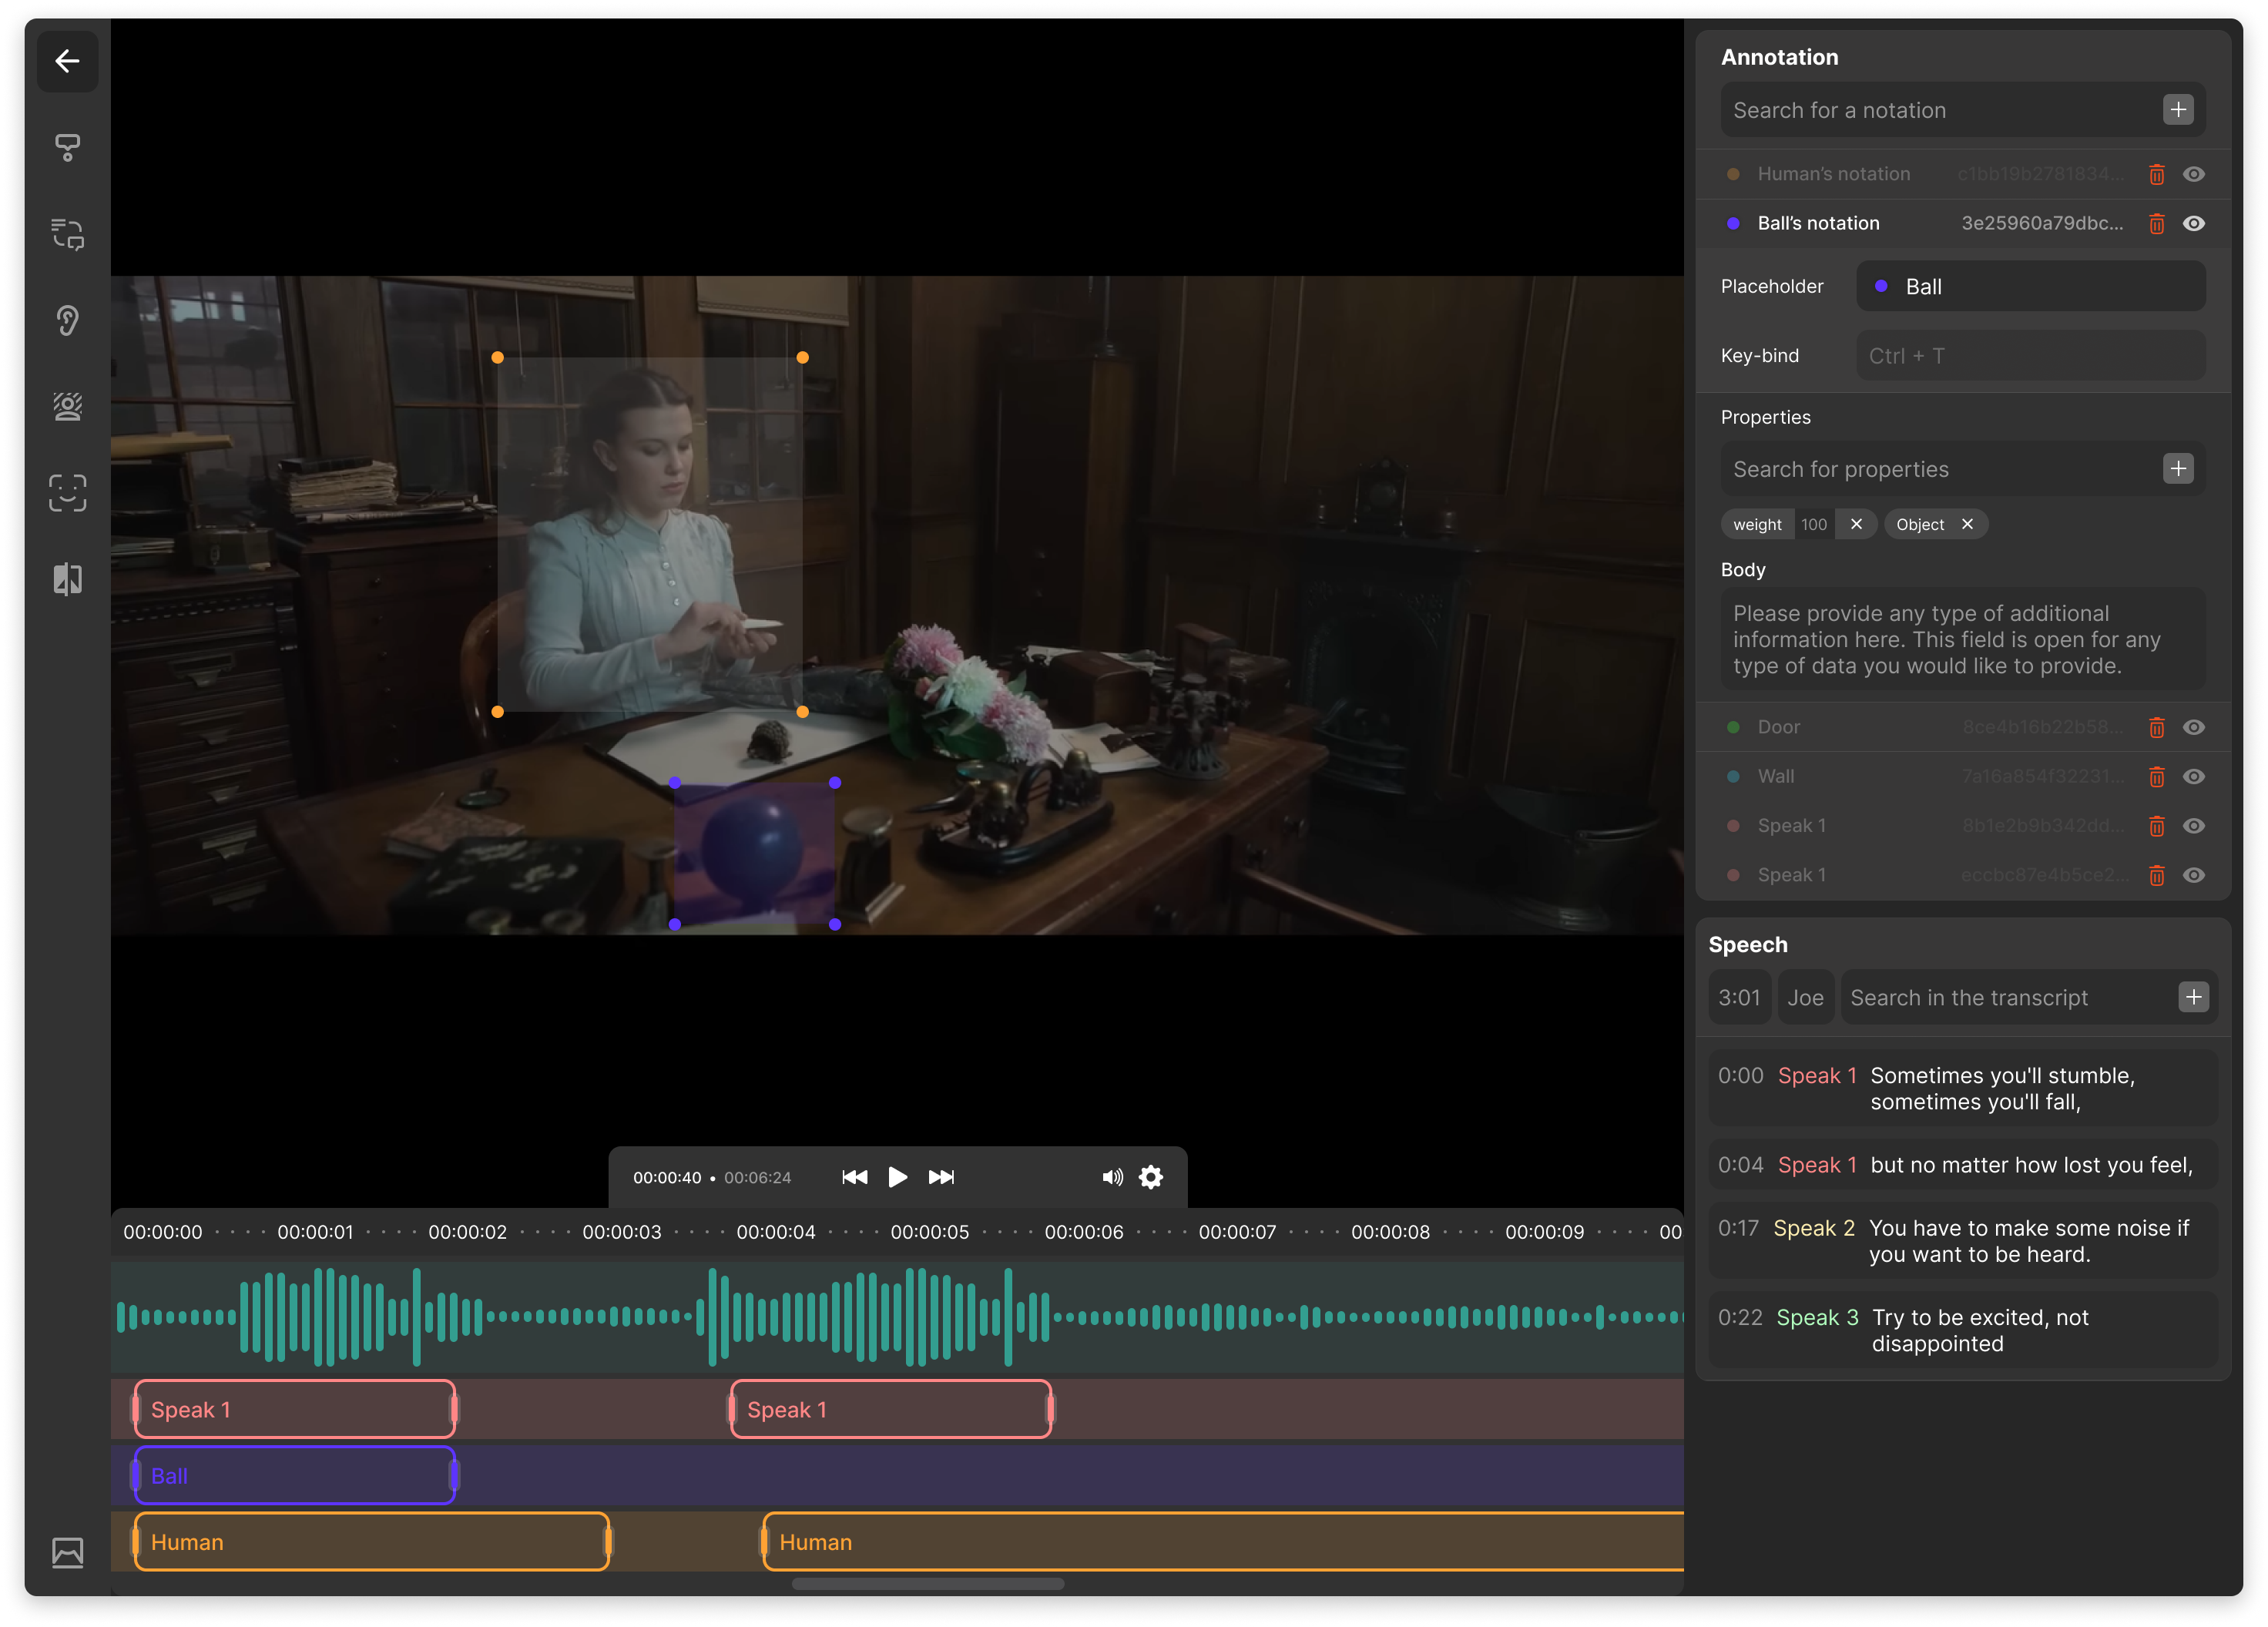 Annotation
Search for a notation
Human's notation c1bb19b2781834...
Ball's notation 3e25960a79dbc...
Placeholder Ball
Key-bind Ctrl + T
Properties
Search for properties
weight 100 Object
Body
Please provide any type of additional
information here. This field is open for any
type of data you would like to provide.
Door 8ce4b16b22b58...
Wall 7a16a854f32231...
Speak 1 8b1e2b9b342dd...
Speak 1 eccbc87e4b5ce2...
Speech
3:01 Joe Search in the transcript
0:00 Speak 1 Sometimes you'll stumble,
sometimes you'll fall,
0:04 Speak 1 but no matter how lost you feel,
0:17 Speak 2 You have to make some noise if
you want to be heard.
0:22 Speak 3 Try to be excited, not
disappointed
00:00:40 • 00:06:24
00:00:00 00:00:01 00:00:02 00:00:03 00:00:04 00:00:05 00:00:06 00:00:07 00:00:08 00:00:09 00
Speak 1 Speak 1
Ball
Human Human